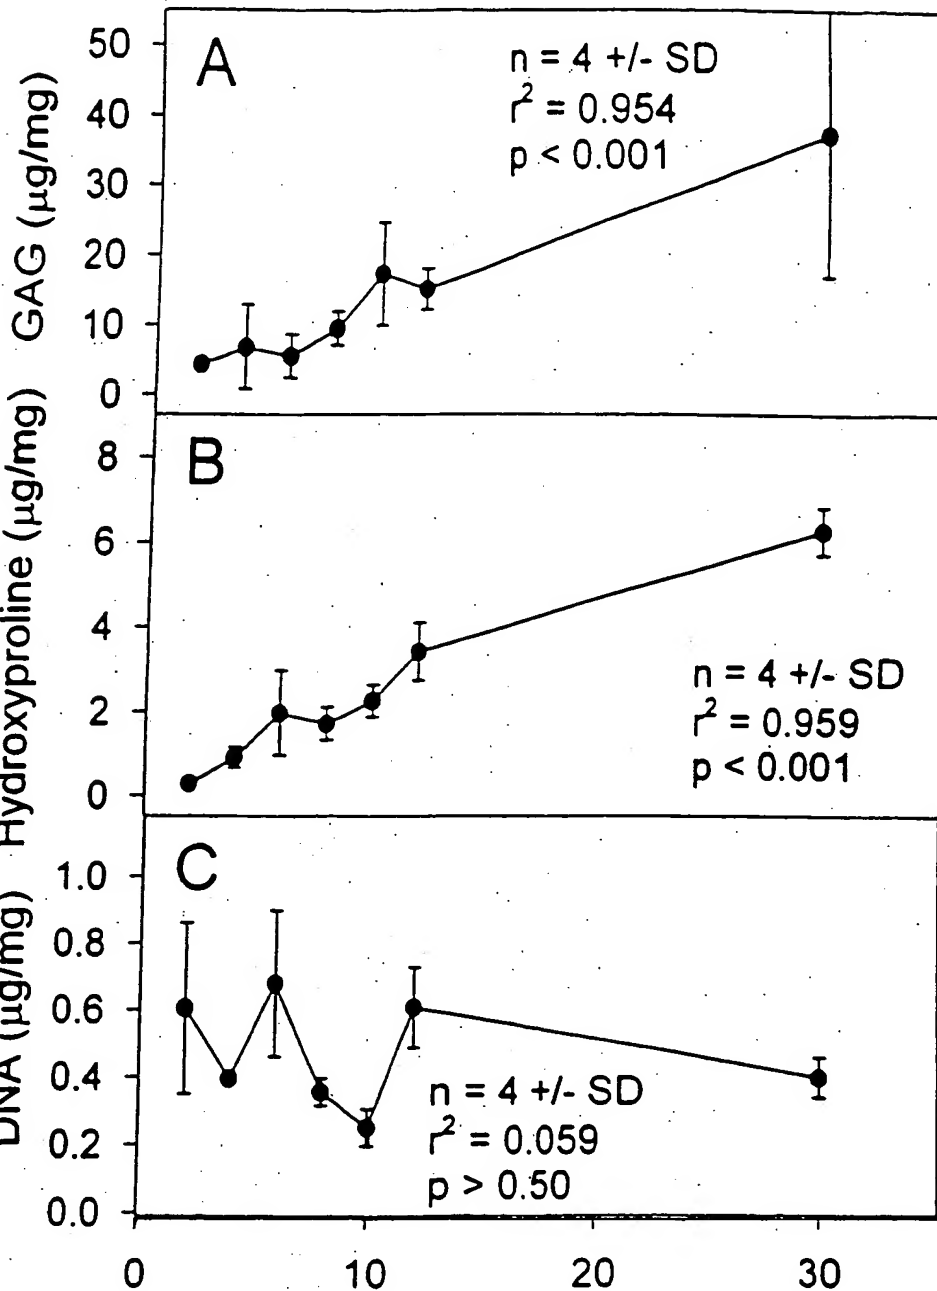 A
n = 4 +/- SD
r² = 0.954
p < 0.001
50
40
30
20
10
0
GAG (µg/mg)
B
8
6
4
2
0
Hydroxyproline (µg/mg)
n = 4 +/- SD
r² = 0.959
p < 0.001
C
1.0
0.8
0.6
0.4
0.2
0.0
DNA (µg/mg)
n = 4 +/- SD
r² = 0.059
p > 0.50
0 10 20 30